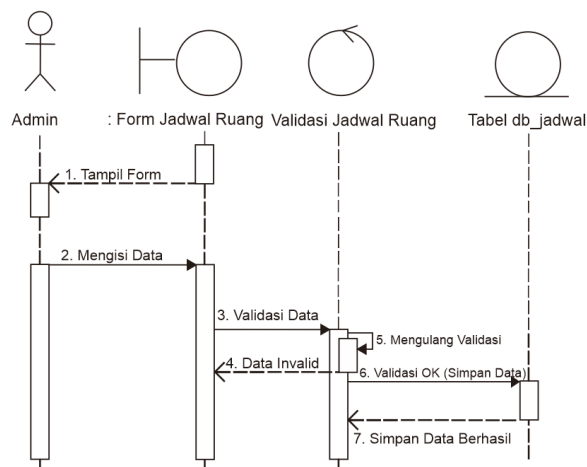 Admin
: Form Jadwal Ruang
Validasi Jadwal Ruang
Tabel db_jadwal
1. Tampil Form
2. Mengisi Data
3. Validasi Data
5. Mengulang Validasi
4. Data Invalid
6. Validasi OK (Simpan Data)
7. Simpan Data Berhasil